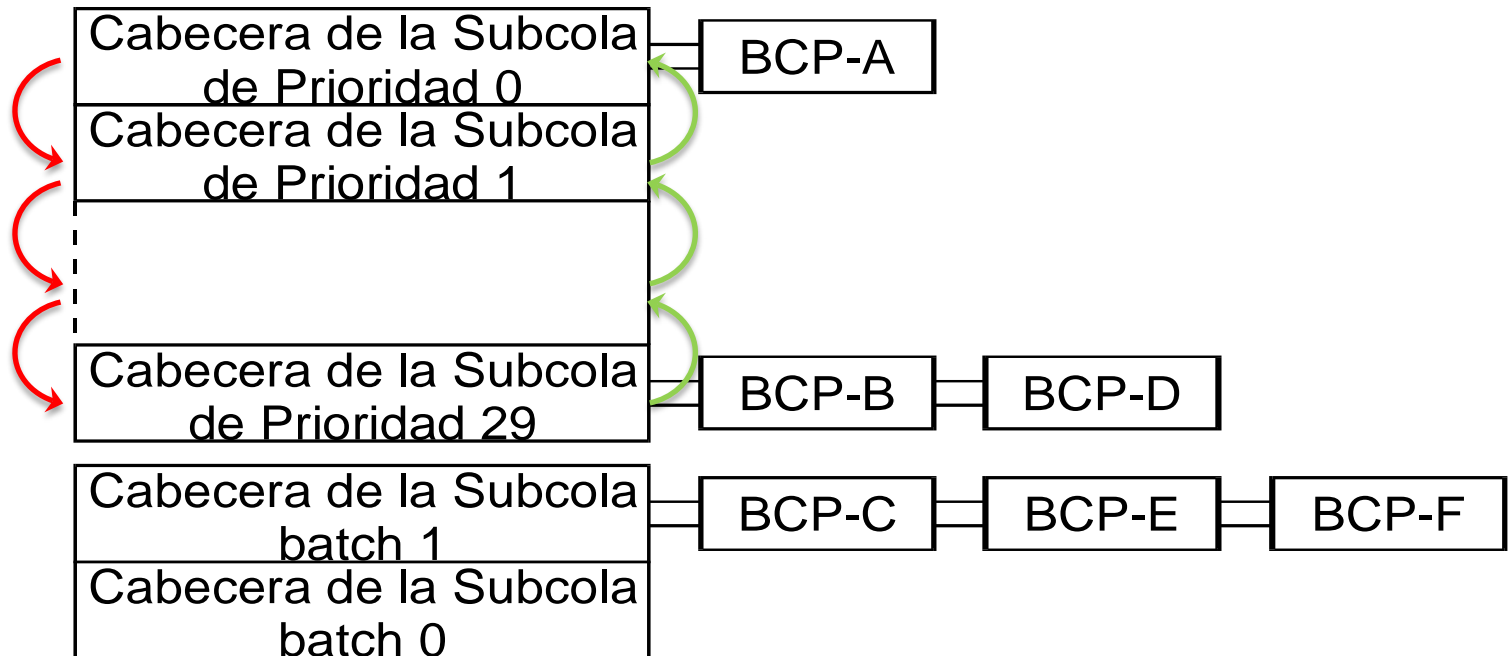 Cabecera de la Subcola
de Prioridad 0
BCP-A
Cabecera de la Subcola
de Prioridad 1
Cabecera de la Subcola
de Prioridad 29
BCP-B
BCP-D
Cabecera de la Subcola
batch 1
BCP-C
BCP-E
BCP-F
Cabecera de la Subcola
batch 0